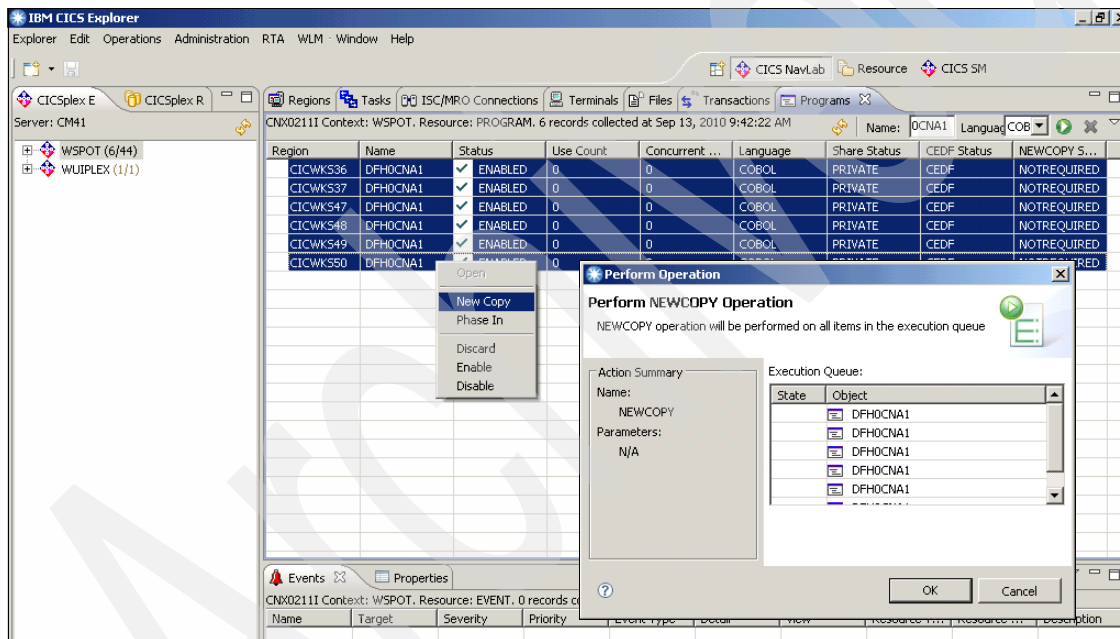 IBM CICS Explorer
Explorer Edit Operations Administration RTA WLM Window Help
CICS NavLab Resource CICS SM
CICSplex E CICSplex R Regions Tasks ISC/MRO Connections Terminals Files Transactions Programs
Server: CM41
CNX0211I Context: WSPOT. Resource: PROGRAM. 6 records collected at Sep 13, 2010 9:42:22 AM Name: 0CNA1 Languag COB
WSPOT (6/44)
WUIPLEX (1/1)
Region Name Status Use Count Concurrent ... Language Share Status CEDF Status NEWCOPY S...
CICWKS36 DFH0CNA1 ENABLED 0 0 COBOL PRIVATE CEDF NOTREQUIRED
CICWKS37 DFH0CNA1 ENABLED 0 0 COBOL PRIVATE CEDF NOTREQUIRED
CICWKS47 DFH0CNA1 ENABLED 0 0 COBOL PRIVATE CEDF NOTREQUIRED
CICWKS48 DFH0CNA1 ENABLED 0 0 COBOL PRIVATE CEDF NOTREQUIRED
CICWKS49 DFH0CNA1 ENABLED 0 0 COBOL PRIVATE CEDF NOTREQUIRED
CICWKS50 DFH0CNA1
Open
New Copy
Phase In
Discard
Enable
Disable
Perform Operation
Perform NEWCOPY Operation
NEWCOPY operation will be performed on all items in the execution queue
Action Summary
Name:
NEWCOPY
Parameters:
N/A
Execution Queue:
State Object
DFH0CNA1
DFH0CNA1
DFH0CNA1
DFH0CNA1
DFH0CNA1
OK Cancel
Events Properties
CNX0211I Context: WSPOT. Resource: EVENT. 0 records co
Name Target Severity Priority Event Type Detail View Description